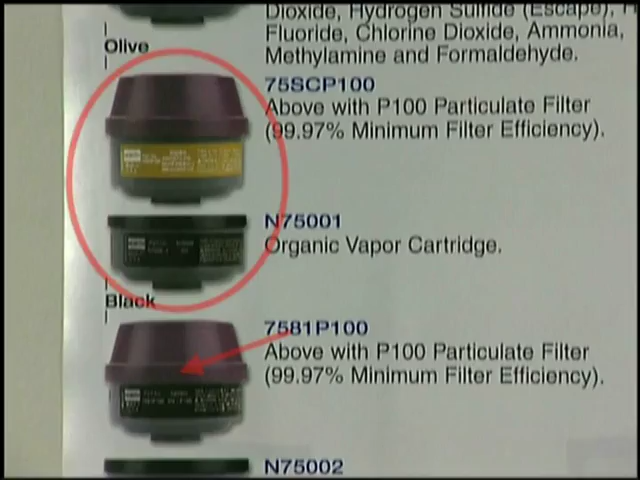 Dioxide, Hydrogen Sulfide (Escape),
Fluoride, Chlorine Dioxide, Ammonia,
Methylamine and Formaldehyde.
Olive
75SCP100
Above with P100 Particulate Filter
(99.97% Minimum Filter Efficiency).
N75001
Organic Vapor Cartridge.
Black
7581P100
Above with P100 Particulate Filter
(99.97% Minimum Filter Efficiency).
N75002